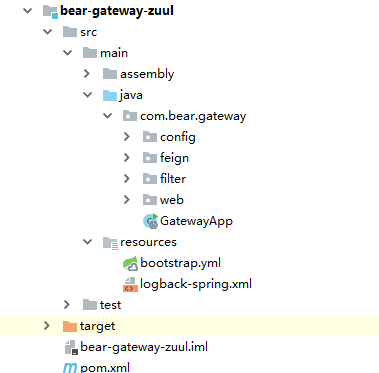 bear-gateway-zuul
src
main
assembly
java
com.bear.gateway
config
feign
filter
web
GatewayApp
resources
bootstrap.yml
logback-spring.xml
test
target
bear-gateway-zuul.iml
pom.xml